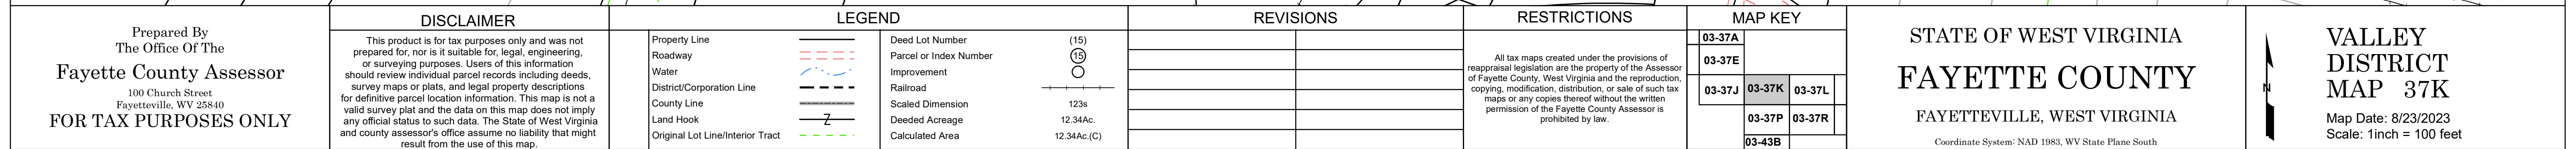 Prepared By
The Office Of The
Fayette County Assessor
100 Church Street
Fayetteville, WV 25840
FOR TAX PURPOSES ONLY
DISCLAIMER
This product is for tax purposes only and was not
prepared for, nor is it suitable for, legal, engineering,
or surveying purposes. Users of this information
should review individual parcel records including deeds,
survey maps or plats, and legal property descriptions
for definitive parcel location information. This map is not a
valid survey plat and the data on this map does not imply
any official status to such data. The State of West Virginia
and county assessor's office assume no liability that might
result from the use of this map.
LEGEND
Property Line
Roadway
Water
District/Corporation Line
County Line
Land Hook
Z
Original Lot Line/Interior Tract
Deed Lot Number (15)
Parcel or Index Number 15
Improvement
Railroad
Scaled Dimension 123s
Deeded Acreage 12.34Ac.
Calculated Area 12.34Ac.(C)
REVISIONS
RESTRICTIONS
All tax maps created under the provisions of
reappraisal legislation are the property of the Assessor
of Fayette County, West Virginia and the reproduction,
copying, modification, distribution, or sale of such tax
maps or any copies thereof without the written
permission of the Fayette County Assessor is
prohibited by law.
MAP KEY
03-37A
03-37E
03-37J 03-37K 03-37L
03-37P 03-37R
03-43B
STATE OF WEST VIRGINIA
FAYETTE COUNTY
FAYETTEVILLE, WEST VIRGINIA
Coordinate System: NAD 1983, WV State Plane South
N
VALLEY
DISTRICT
MAP 37K
Map Date: 8/23/2023
Scale: 1inch = 100 feet